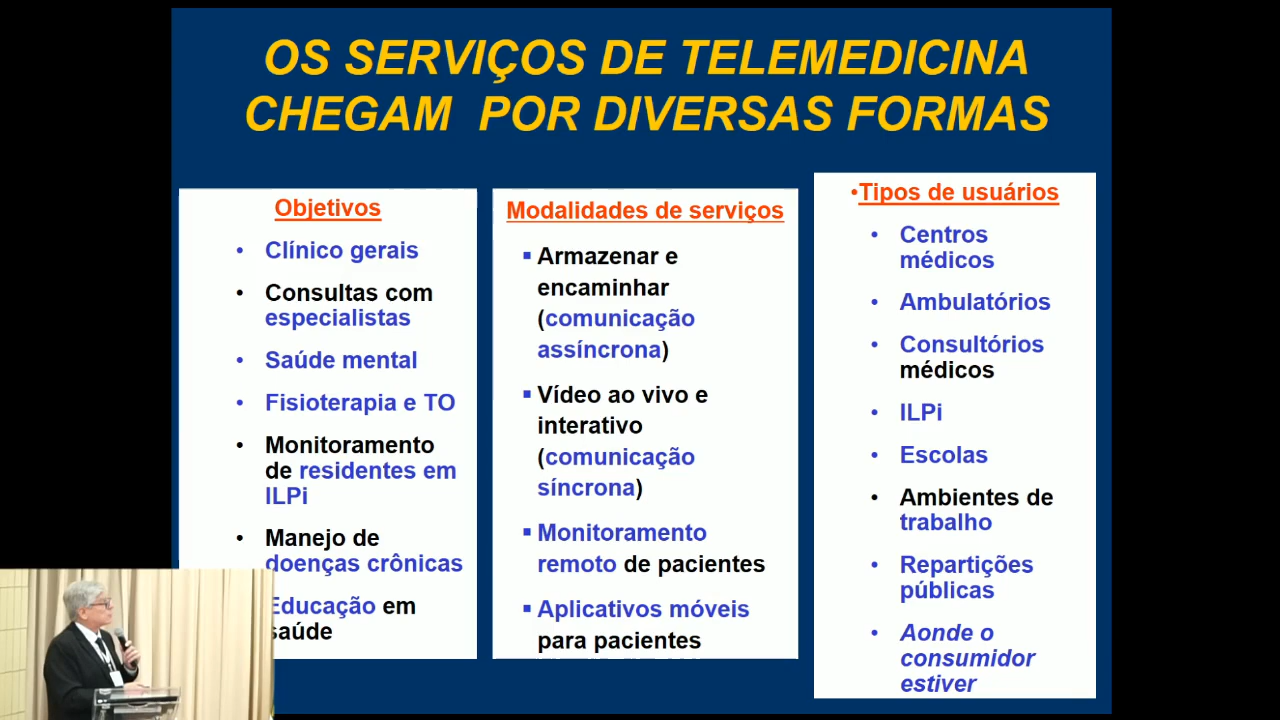 OS SERVIÇOS DE TELEMEDICINA
CHEGAM POR DIVERSAS FORMAS
Objetivos
• Clínico gerais
• Consultas com
especialistas
• Saúde mental
• Fisioterapia e TO
• Monitoramento
de residentes em
ILPi
• Manejo de
doenças crônicas
Educação em
saúde
Modalidades de serviços
▪ Armazenar e
encaminhar
(comunicação
assíncrona)
▪ Vídeo ao vivo e
interativo
(comunicação
síncrona)
▪ Monitoramento
remoto de pacientes
▪ Aplicativos móveis
para pacientes
•Tipos de usuários
• Centros
médicos
• Ambulatórios
• Consultórios
médicos
• ILPi
• Escolas
• Ambientes de
trabalho
• Repartições
públicas
• Aonde o
consumidor
estiver